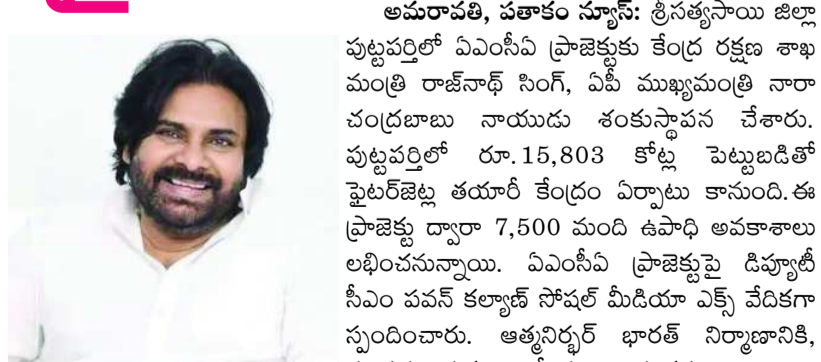 అమరావతి, పతాకం న్యూస్: శ్రీసత్యసాయి జిల్లా
పుట్టపర్తిలో ఏఎంసీఏ ప్రాజెక్టుకు కేంద్ర రక్షణ శాఖ
మంత్రి రాజ్‌నాథ్ సింగ్, ఏపీ ముఖ్యమంత్రి నారా
చంద్రబాబు నాయుడు శంకుస్థాపన చేశారు.
పుట్టపర్తిలో రూ.15,803 కోట్ల పెట్టుబడితో
ఫైటర్‌జెట్ల తయారీ కేంద్రం ఏర్పాటు కానుంది.ఈ
ప్రాజెక్టు ద్వారా 7,500 మంది ఉపాధి అవకాశాలు
లభించనున్నాయి. ఏఎంసీఏ ప్రాజెక్టుపై డిప్యూటీ
సీఎం పవన్ కల్యాణ్ సోషల్ మీడియా ఎక్స్ వేదికగా
స్పందించారు. ఆత్మనిర్భర్ భారత్ నిర్మాణానికి,